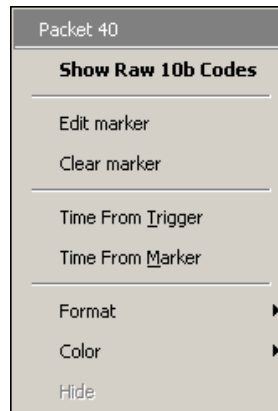 Packet 40
Show Raw 10b Codes
Edit marker
Clear marker
Time From Trigger
Time From Marker
Format
Color
Hide